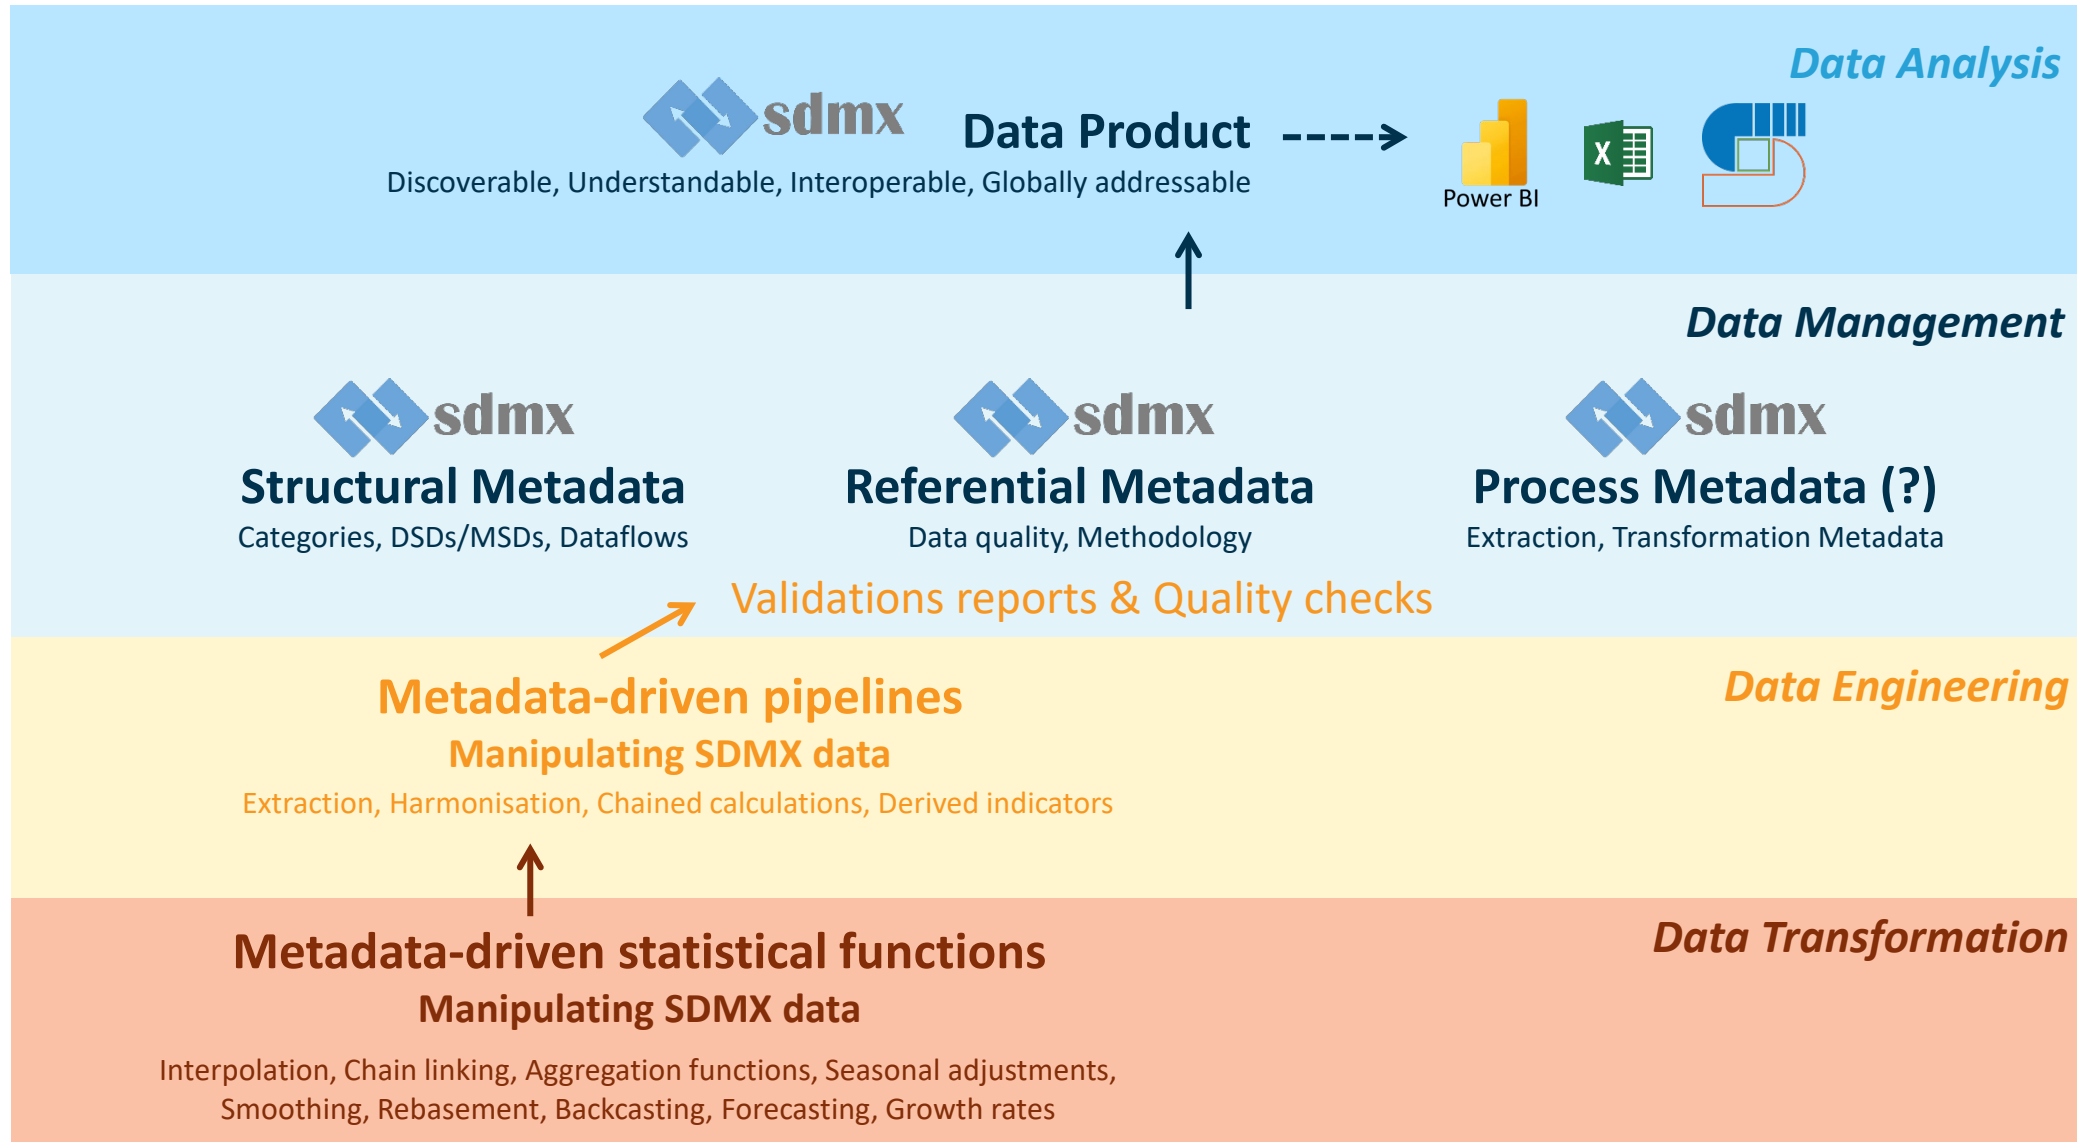 Data Analysis
sdmx
Data Product
Discoverable, Understandable, Interoperable, Globally addressable
X
Power BI
Data Management
sdmx
Structural Metadata
Categories, DSDs/MSDs, Dataflows
sdmx
Referential Metadata
Data quality, Methodology
sdmx
Process Metadata (?)
Extraction, Transformation Metadata
Validations reports & Quality checks
Data Engineering
Metadata-driven pipelines
Manipulating SDMX data
Extraction, Harmonisation, Chained calculations, Derived indicators
Data Transformation
Metadata-driven statistical functions
Manipulating SDMX data
Interpolation, Chain linking, Aggregation functions, Seasonal adjustments,
Smoothing, Rebasement, Backcasting, Forecasting, Growth rates